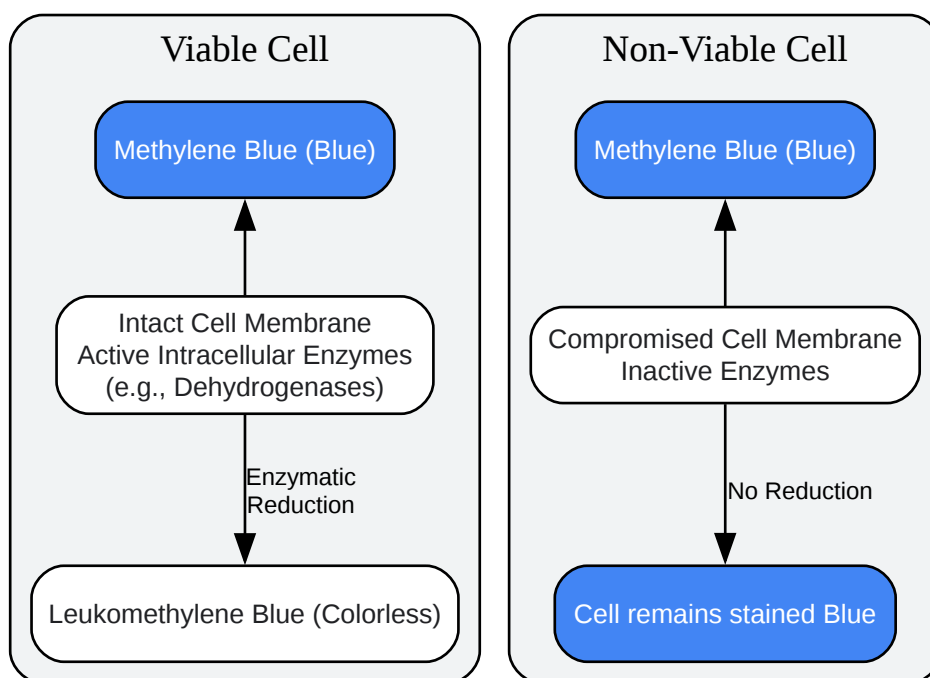 Viable Cell
Methylene Blue (Blue)
Intact Cell Membrane
Active Intracellular Enzymes
(e.g., Dehydrogenases)
Enzymatic
Reduction
Leukomethylene Blue (Colorless)
Non-Viable Cell
Methylene Blue (Blue)
Compromised Cell Membrane
Inactive Enzymes
No Reduction
Cell remains stained Blue